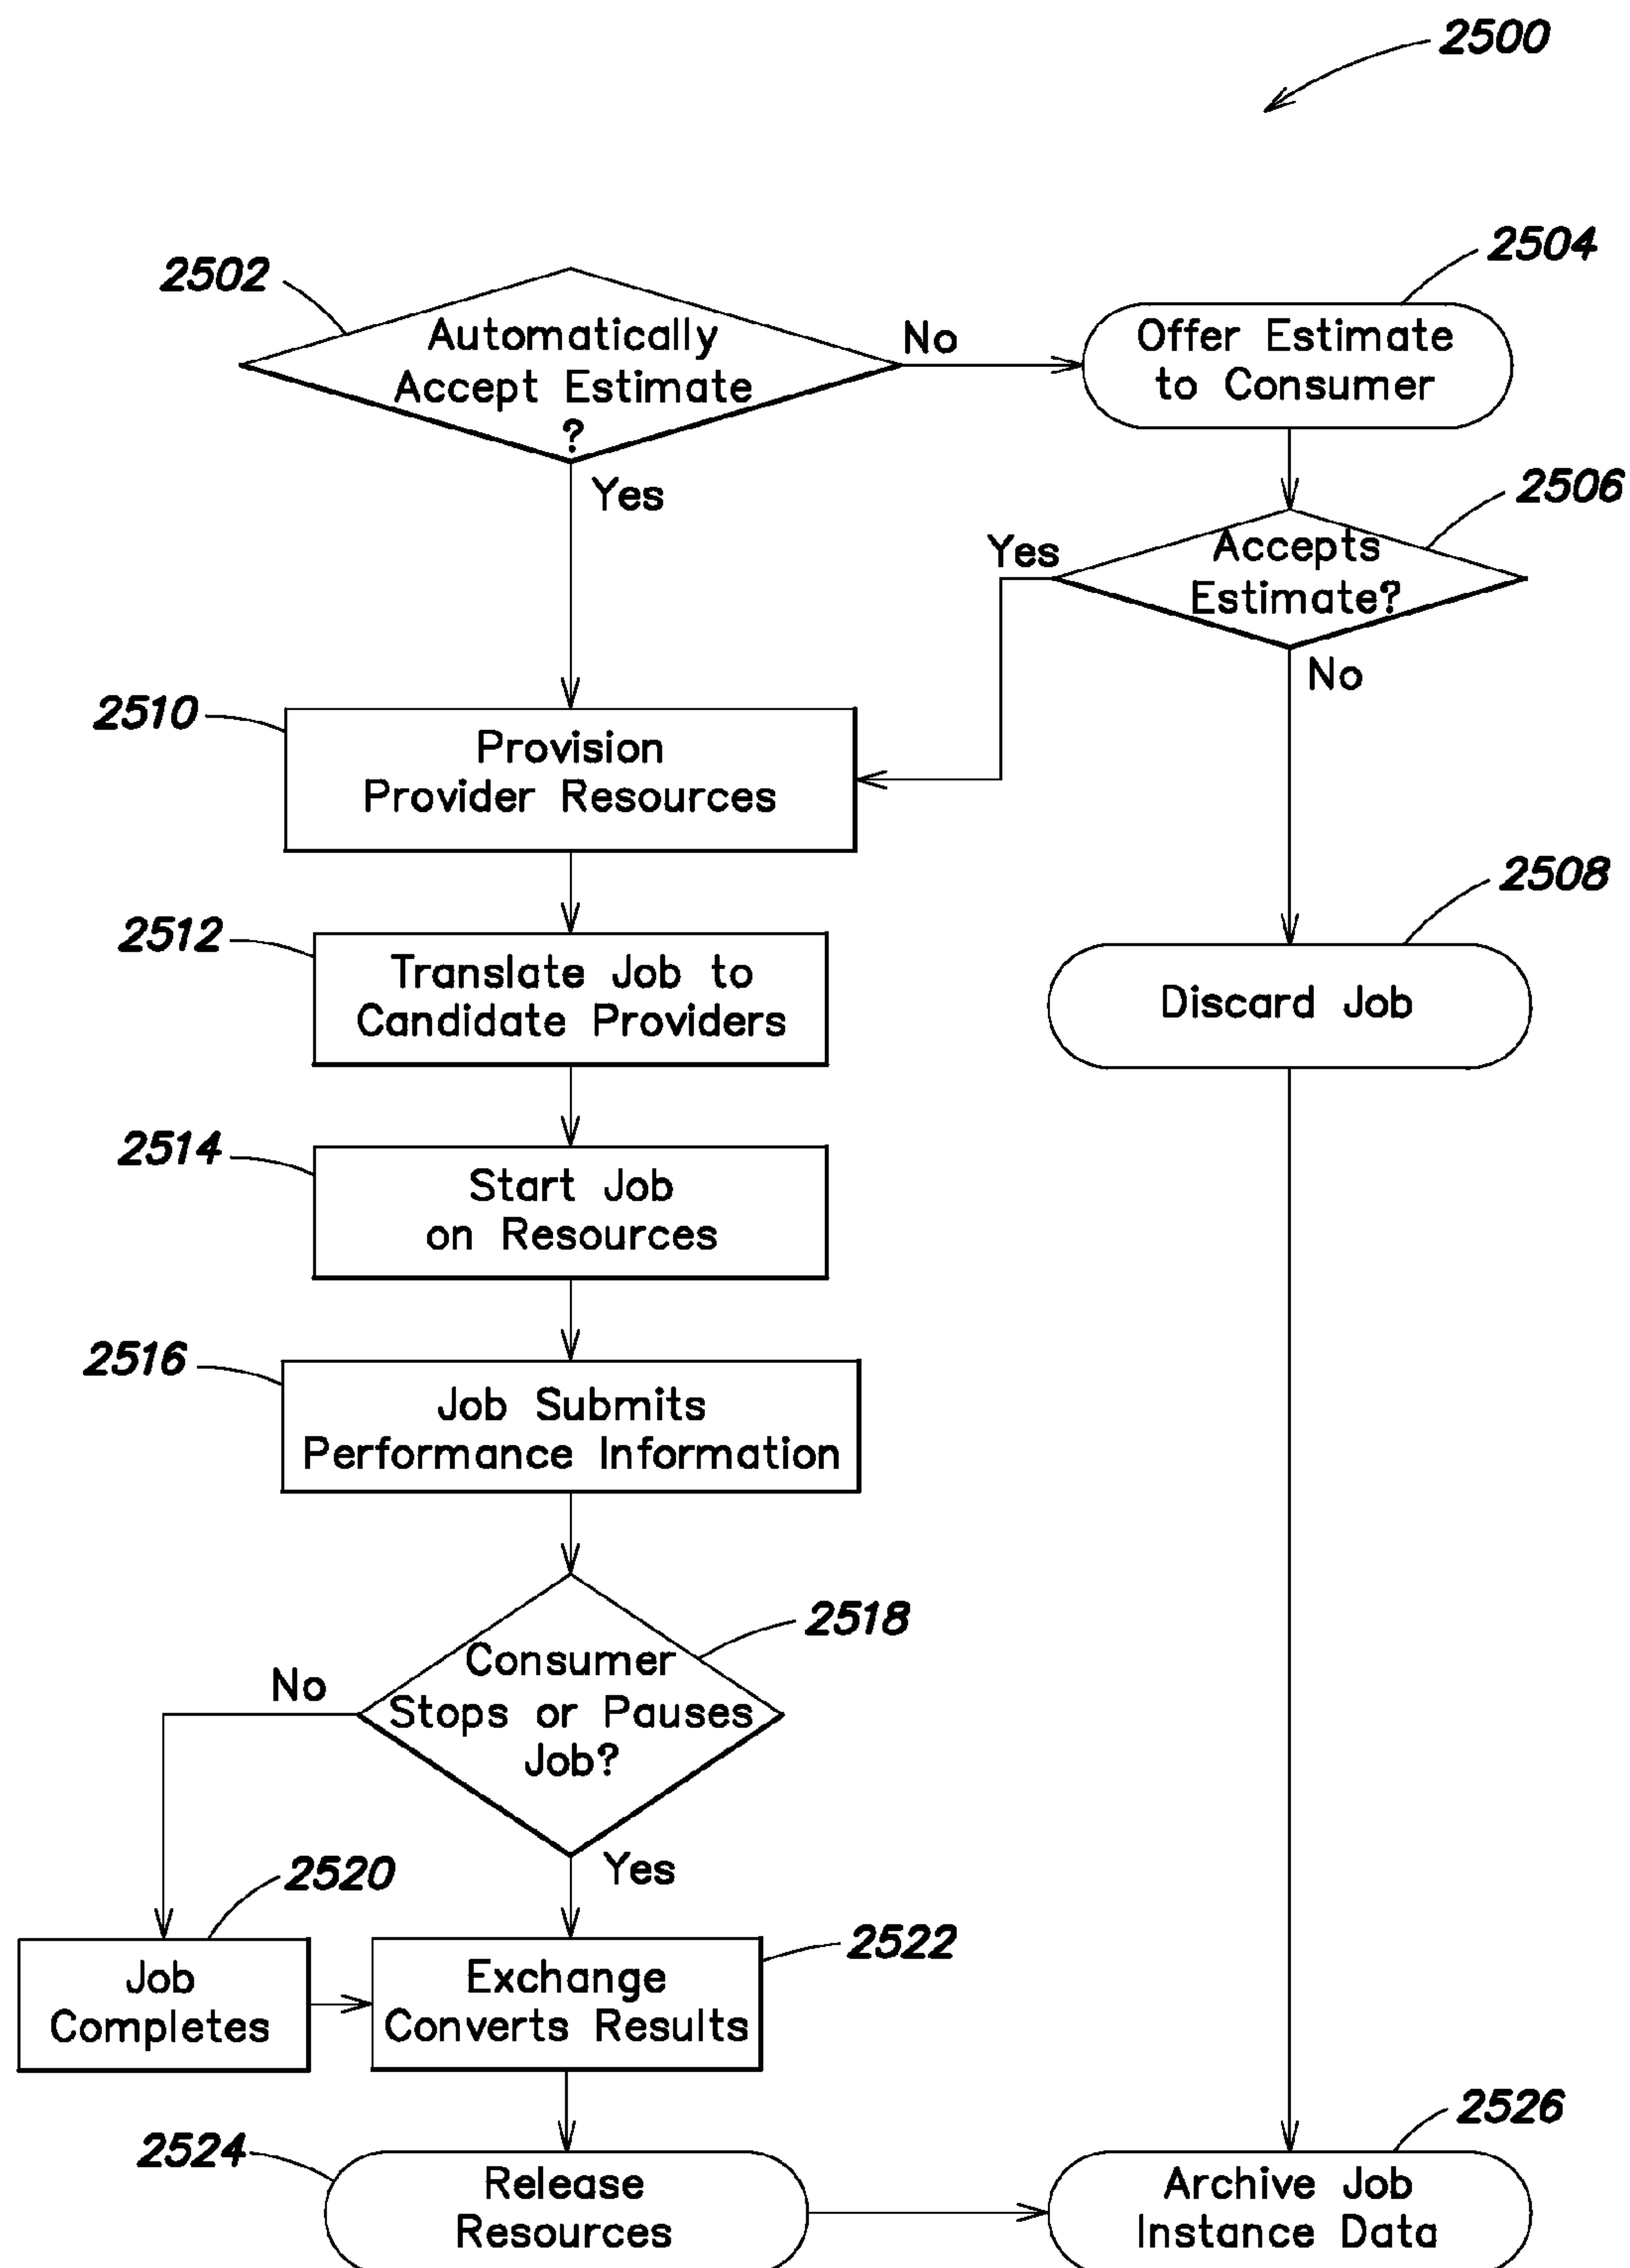 2500
2502
Automatically
Accept Estimate
?
No
Yes
2504
Offer Estimate
to Consumer
2506
Accepts
Estimate?
Yes
No
2510
Provision
Provider Resources
2508
Discard Job
2512
Translate Job to
Candidate Providers
2514
Start Job
on Resources
2516
Job Submits
Performance Information
2518
Consumer
Stops or Pauses
Job?
No
Yes
2520
Job
Completes
2522
Exchange
Converts Results
2524
Release
Resources
2526
Archive Job
Instance Data